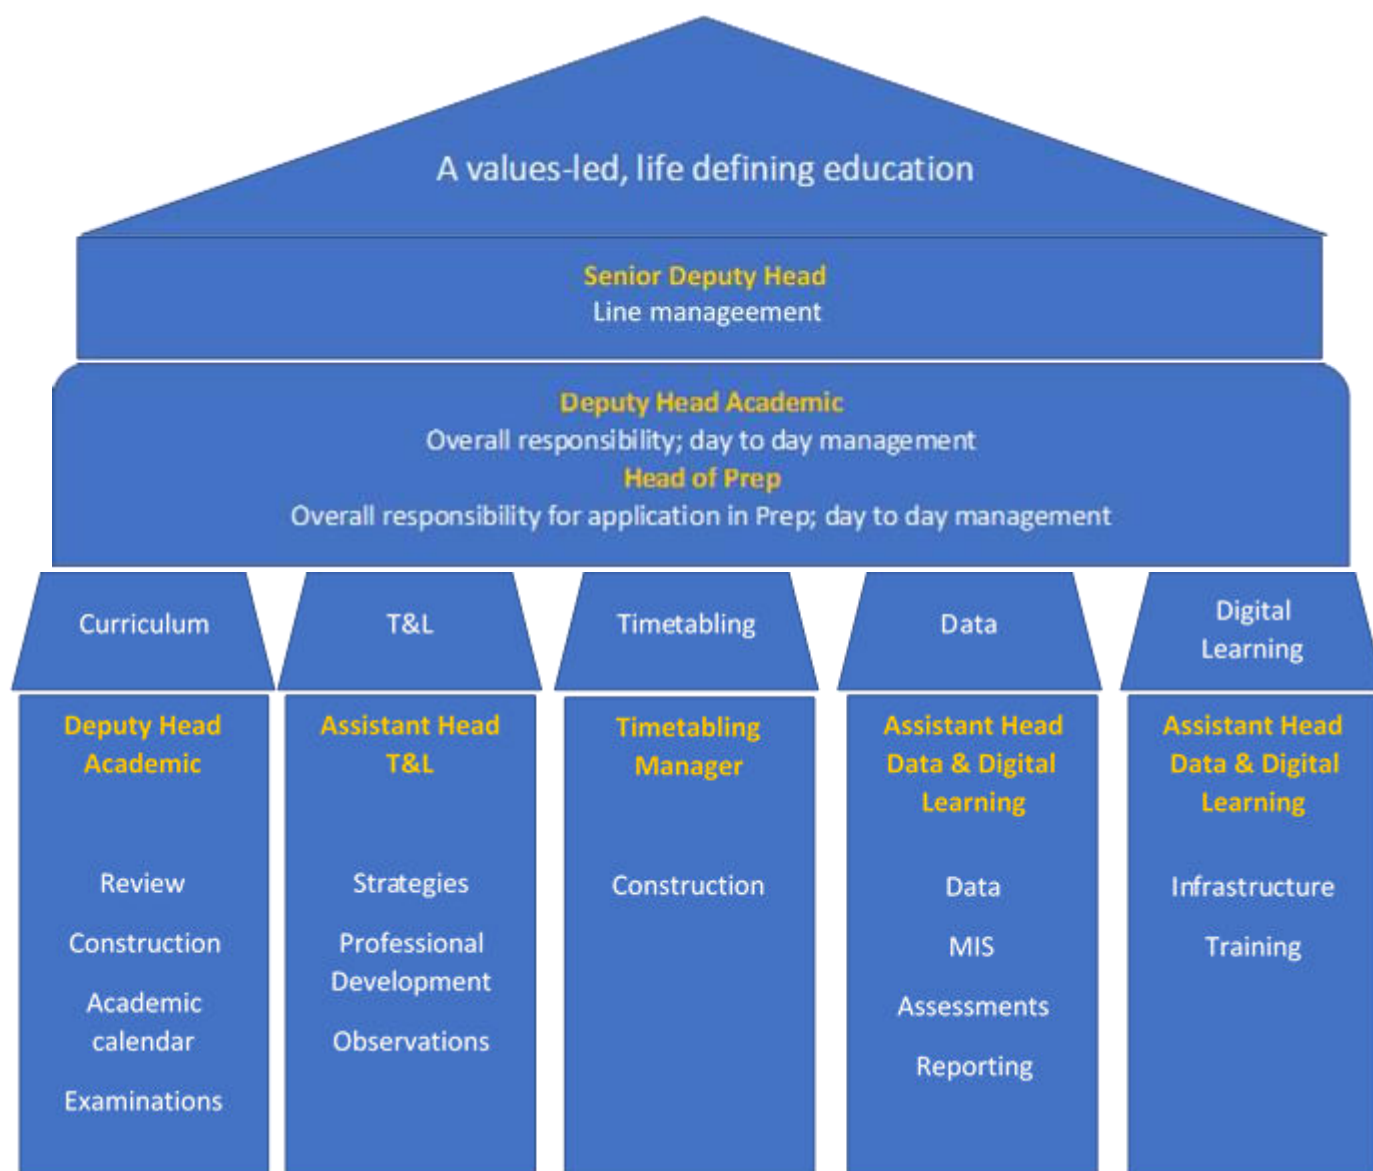 A values-led, life defining education
Senior Deputy Head
Line manageement
Deputy Head Academic
Overall responsibility; day to day management
Head of Prep
Overall responsibility for application in Prep; day to day management
Curriculum
T&L
Timetabling
Data
Digital
Learning
Deputy Head
Academic
Review
Construction
Academic
calendar
Examinations
Assistant Head
T&L
Strategies
Professional
Development
Observations
Timetabling
Manager
Construction
Assistant Head
Data & Digital
Learning
Data
MIS
Assessments
Reporting
Assistant Head
Data & Digital
Learning
Infrastructure
Training